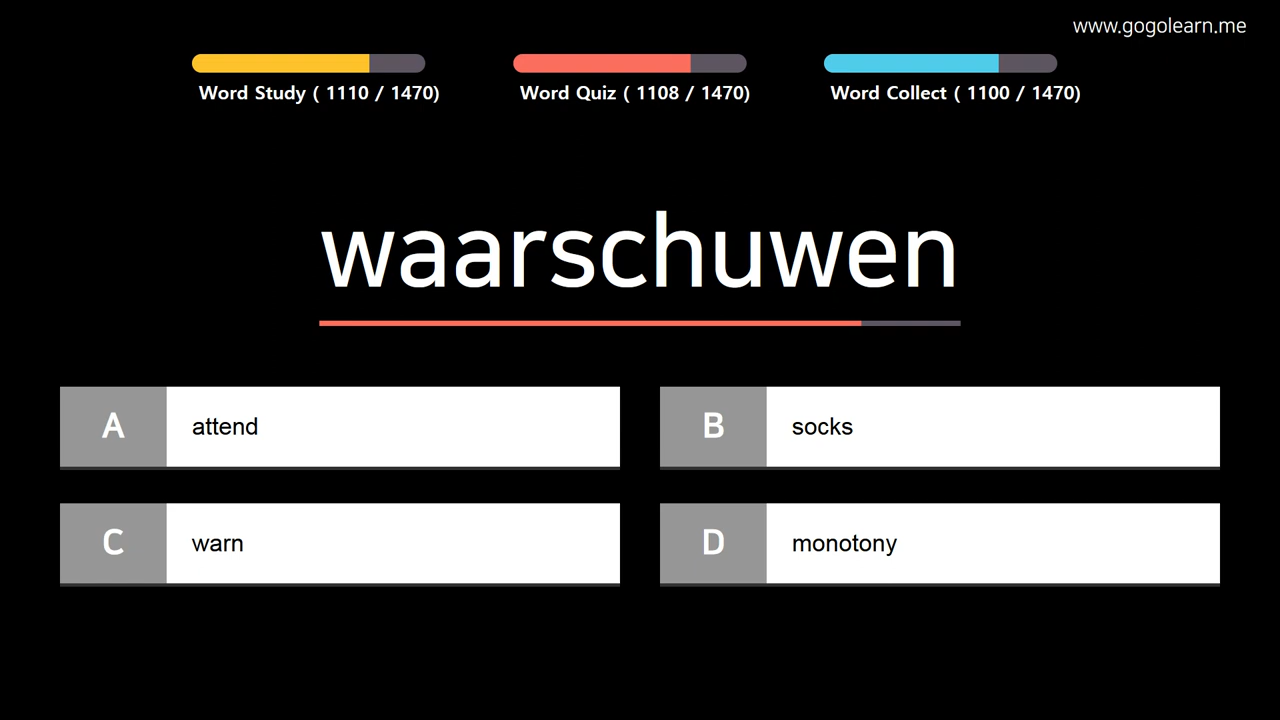 www.gogolearn.me
Word Study ( 1110 / 1470)
Word Quiz ( 1108 / 1470)
Word Collect ( 1100 / 1470)
waarschuwen
A attend
B socks
C warn
D monotony